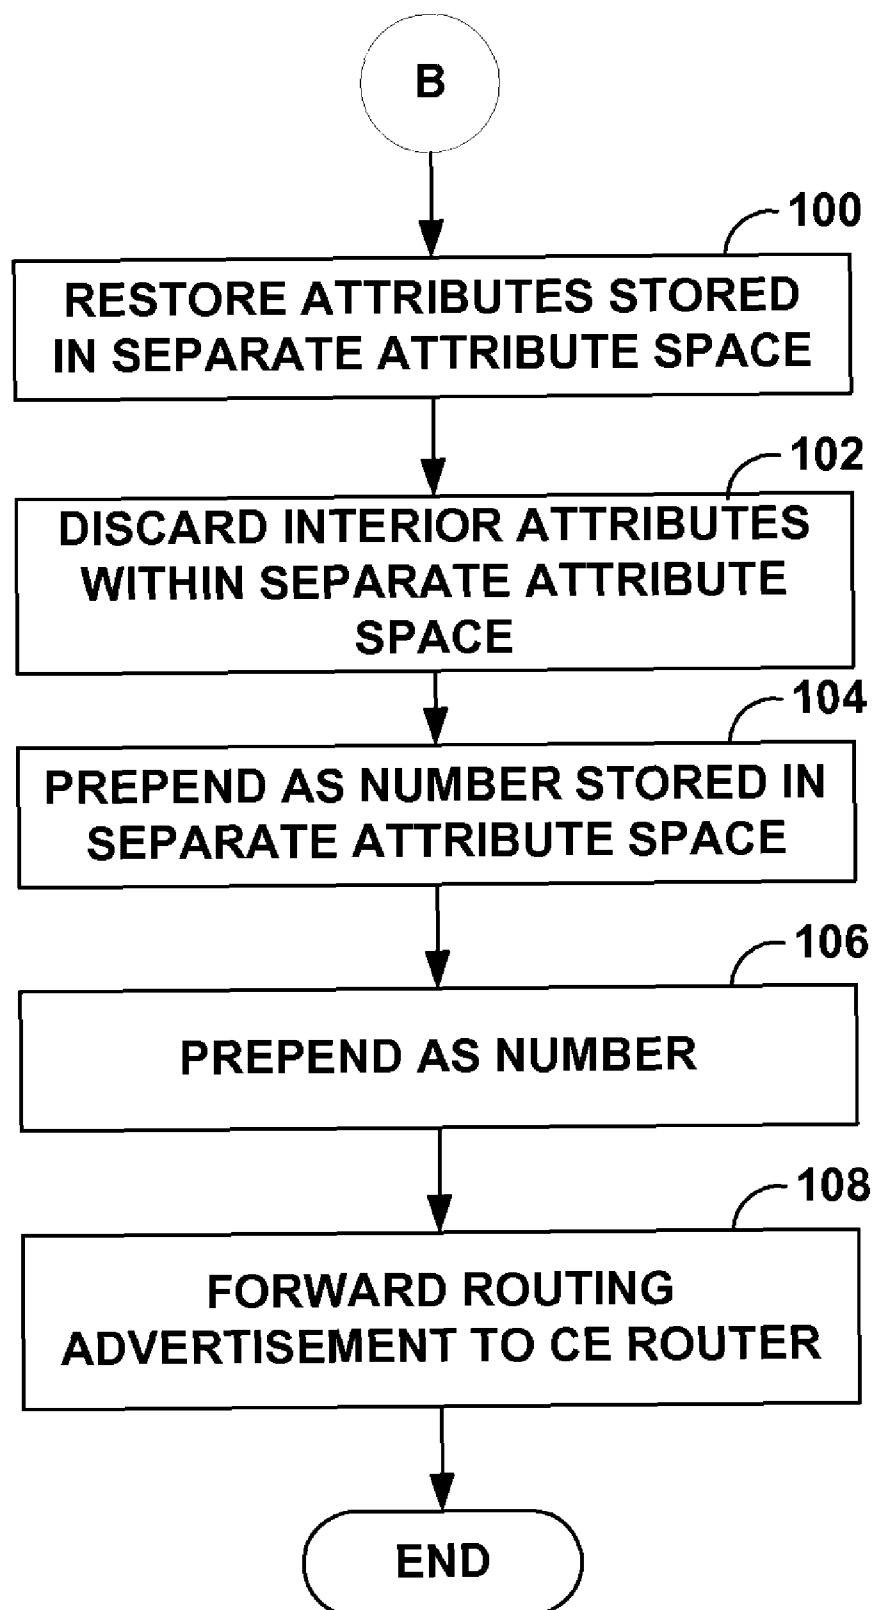 B
100
RESTORE ATTRIBUTES STORED
IN SEPARATE ATTRIBUTE SPACE
102
DISCARD INTERIOR ATTRIBUTES
WITHIN SEPARATE ATTRIBUTE
SPACE
104
PREPEND AS NUMBER STORED IN
SEPARATE ATTRIBUTE SPACE
106
PREPEND AS NUMBER
108
FORWARD ROUTING
ADVERTISEMENT TO CE ROUTER
END